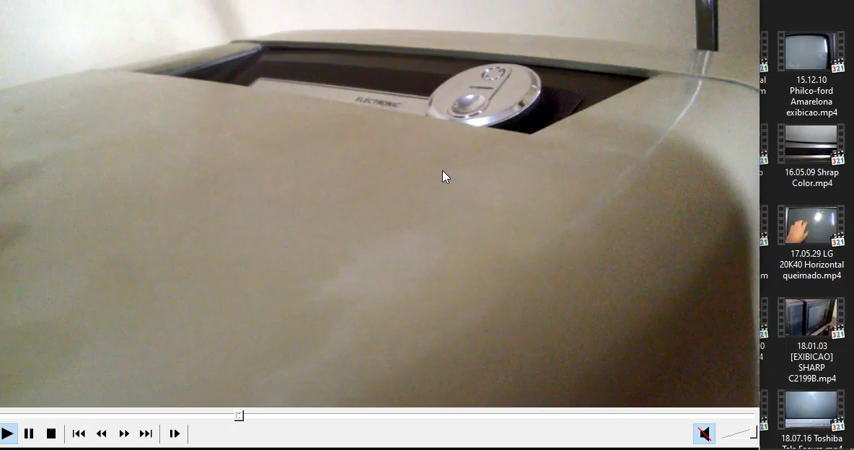 ELECTRONIC
15.12.10
Philco-ford
Amarelona
exibicao.mp4
16.05.09 Shrap
Color.mp4
17.05.29 LG
20K40 Horizontal
queimado.mp4
18.01.03
[EXIBICAO]
SHARP
C2199B.mp4
18.07.16 Toshiba